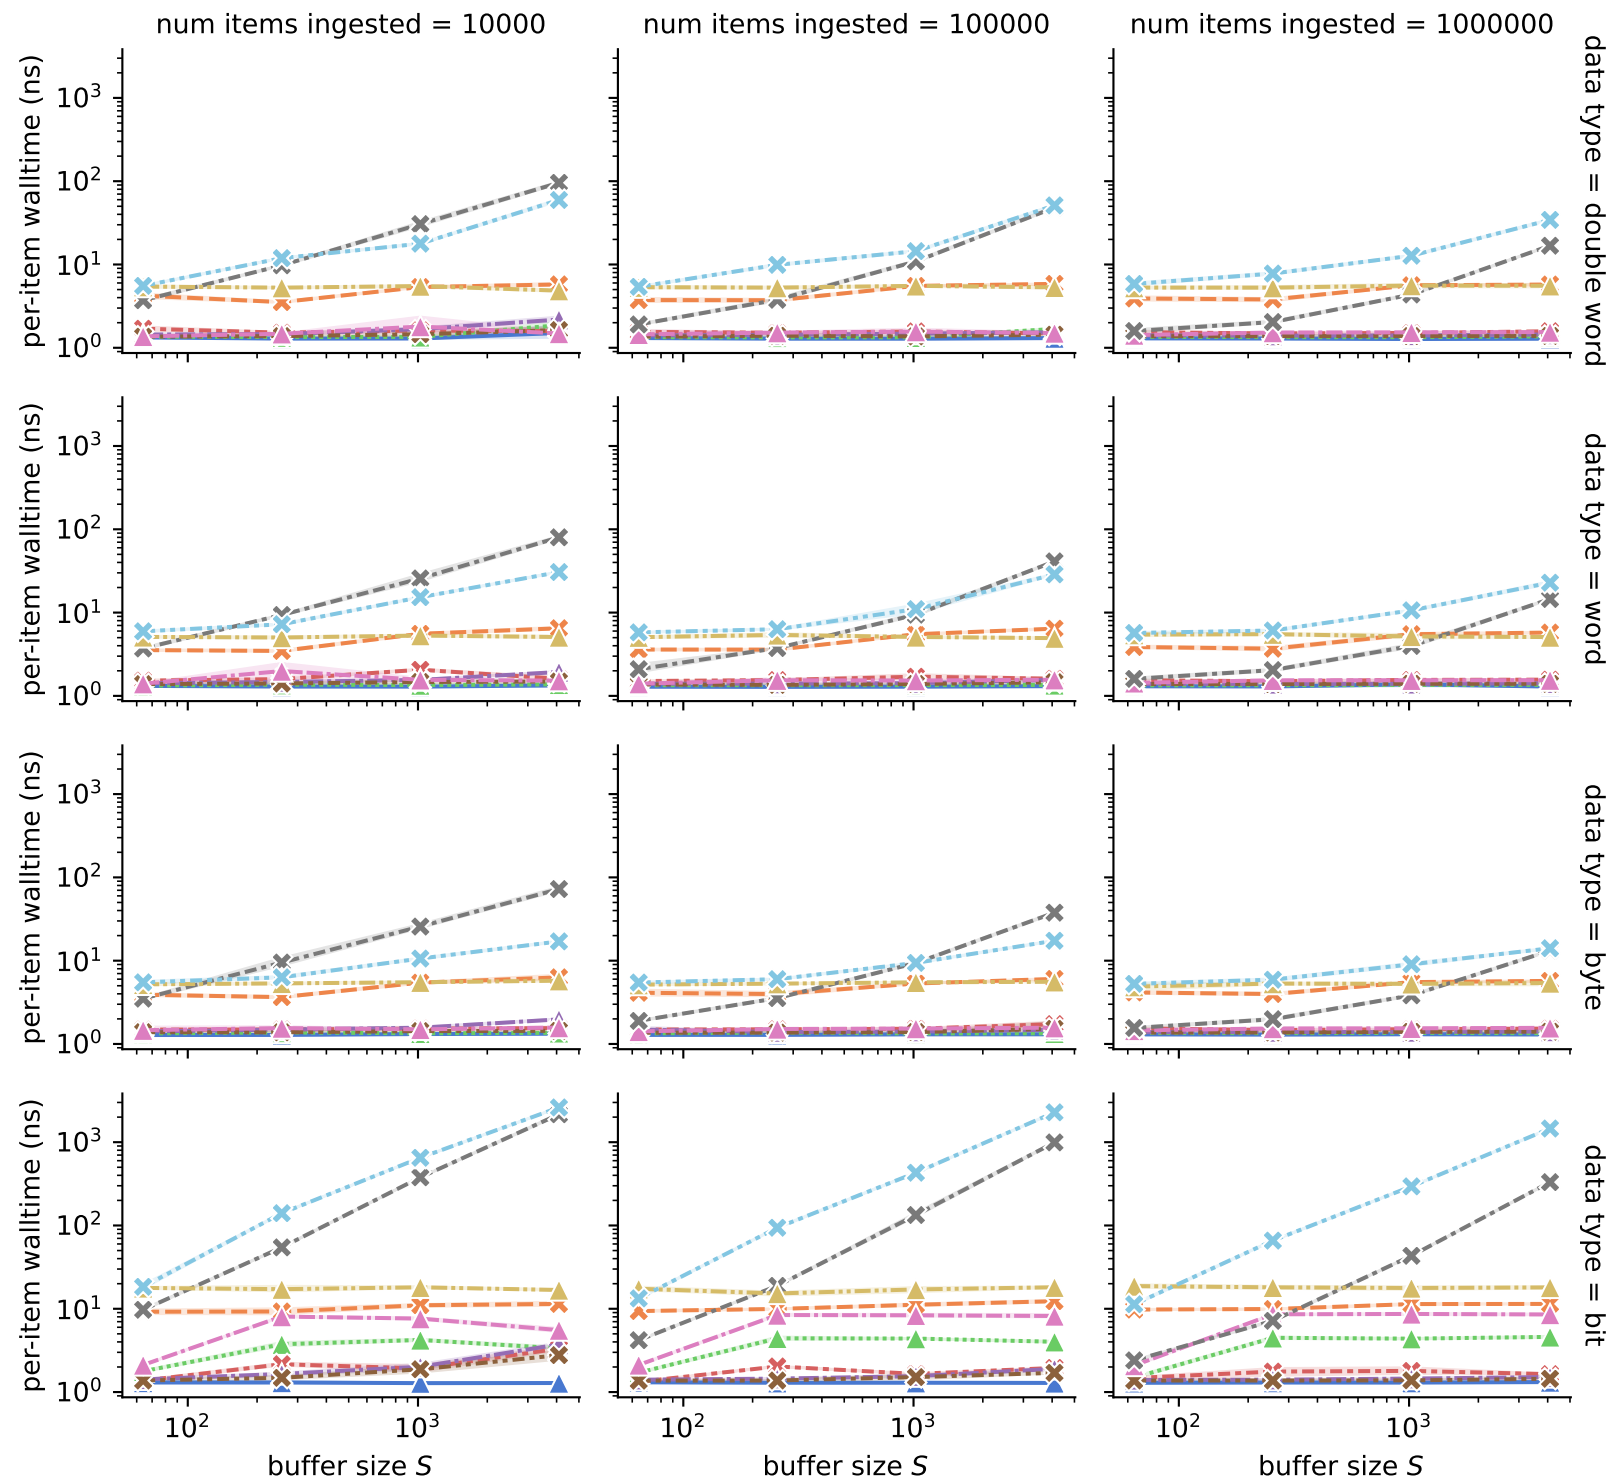 num items ingested = 10000
num items ingested = 100000
num items ingested = 1000000
per-item walltime (ns)
10³
10²
10¹
10⁰
data type = double word
per-item walltime (ns)
10³
10²
10¹
10⁰
data type = word
per-item walltime (ns)
10³
10²
10¹
10⁰
data type = byte
per-item walltime (ns)
10³
10²
10¹
10⁰
data type = bit
10² 10³
10² 10³
10² 10³
buffer size S
buffer size S
buffer size S